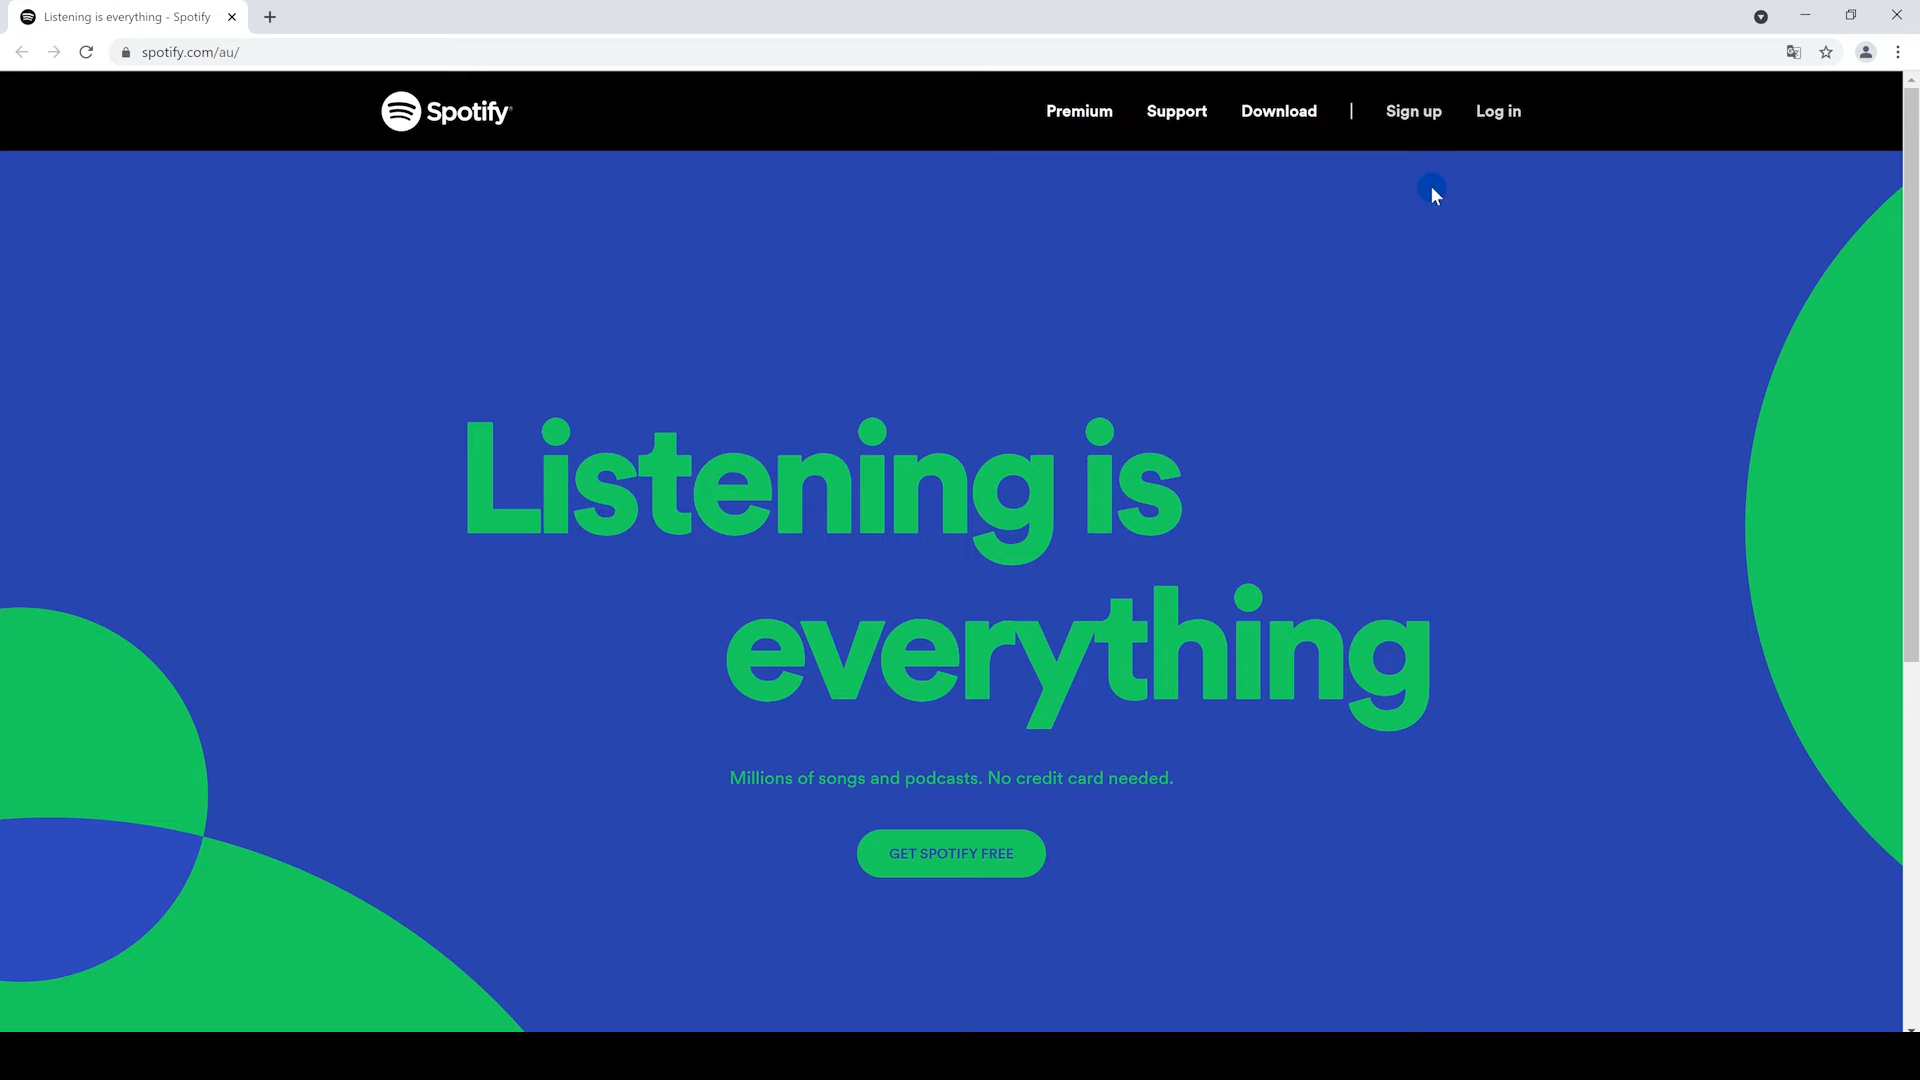 Listening is everything - Spotify
spotify.com/au/
Spotify
Premium Support Download | Sign up Log in
Listening is
everything
Millions of songs and podcasts. No credit card needed.
GET SPOTIFY FREE